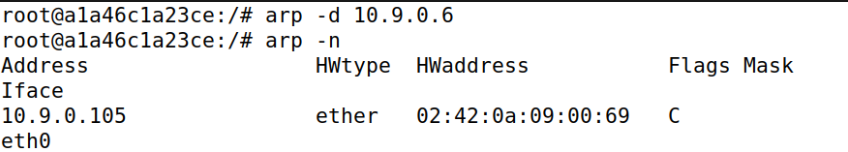 root@a1a46c1a23ce:/# arp -d 10.9.0.6
root@a1a46c1a23ce:/# arp -n
Address                  HWtype  HWaddress           Flags Mask
Iface
10.9.0.105               ether   02:42:0a:09:00:69   C
eth0